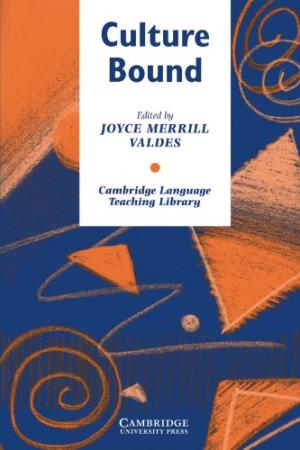 Culture
Bound
Edited by
JOYCE MERRILL
VALDES
Cambridge Language
Teaching Library
CAMBRIDGE
UNIVERSITY PRESS